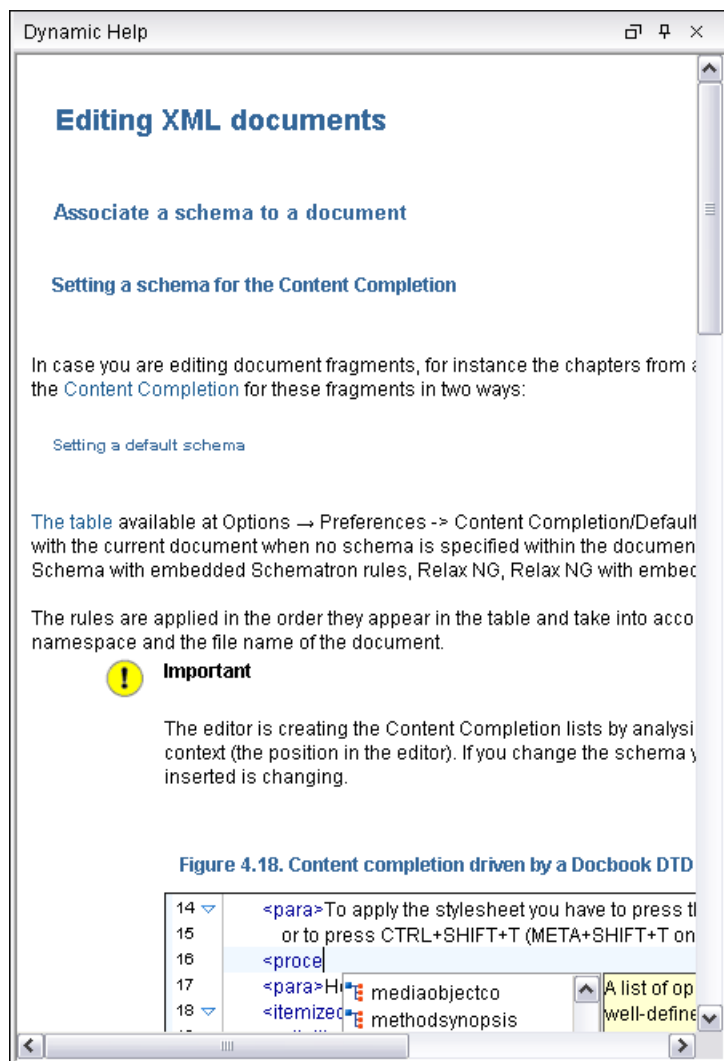 Dynamic Help
Editing XML documents
Associate a schema to a document
Setting a schema for the Content Completion
In case you are editing document fragments, for instance the chapters from
the Content Completion for these fragments in two ways:
Setting a default schema
The table available at Options → Preferences -> Content Completion/Default
with the current document when no schema is specified within the documen
Schema with embedded Schematron rules, Relax NG, Relax NG with embed
The rules are applied in the order they appear in the table and take into acco
namespace and the file name of the document.
Important
The editor is creating the Content Completion lists by analysi
context (the position in the editor). If you change the schema y
inserted is changing.
Figure 4.18. Content completion driven by a Docbook DTD
14 <para>To apply the stylesheet you have to press th
15 or to press CTRL+SHIFT+T (META+SHIFT+T on
16 <proce
17 <para>H
18 <itemized
mediaobjectco
methodsynopsis
A list of op
well-define